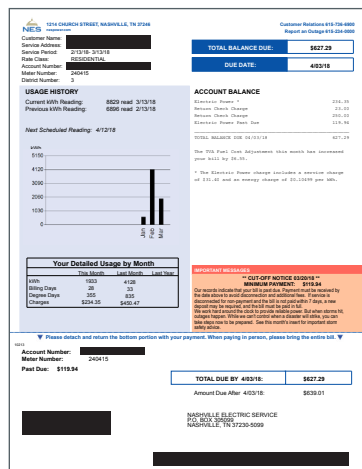 NES
1214 CHURCH STREET, NASHVILLE, TN 37246
Customer Relations 615-736-6900
Report an Outage 615-234-0000
Customer Name:
Service Address:
Service Period: 2/13/18- 3/13/18
Rate Class: RESIDENTIAL
Account Number:
Meter Number: 240415
District Number: 3
TOTAL BALANCE DUE: $627.29
DUE DATE: 4/03/18
USAGE HISTORY
Current kWh Reading: 8829 read 3/13/18
Previous kWh Reading: 6896 read 2/13/18
Next Scheduled Reading: 4/12/18
kWh
4150
4120
3090
2060
1030
0
Jan
Feb
Mar
Your Detailed Usage by Month
This Month Last Month Last Year
kWh 1933 4128
Billing Days 28 33
Degree Days 355 835
Charges $234.35 $450.47
ACCOUNT BALANCE
Electric Power * 234.35
Return Check Charge 23.00
Return Check Charge 250.00
Electric Power Past Due 119.94
TOTAL BALANCE DUE 04/03/18 627.29
The TVA Fuel Cost Adjustment this month has increased
your bill by
* The Electric Power charge includes a service charge
of and an energy charge of per kWh.
IMPORTANT MESSAGES
** CUT-OFF NOTICE 03/20/18 **
MINIMUM PAYMENT: $119.94
Our records indicate that your bill is past due. Payment must be received by
the date above to avoid disconnection and additional fees. If service is
disconnected for non-payment and the bill is not paid within 7 days, a new
deposit may be required, and the bill must be paid in full.
We work hard around the clock to provide reliable power. But when storms hit,
outages happen. While we can't control when a disaster will strike, you can
take steps now to be prepared. See this month's insert for important storm
safety advice.
▼ Please detach and return the bottom portion with your payment. When paying in person, please bring the entire bill. ▼
Account Number:
Meter Number: 240415
Past Due: $119.94
TOTAL DUE BY 4/03/18: $627.29
Amount Due After 4/03/18: $639.01
NASHVILLE ELECTRIC SERVICE
P.O. BOX 305099
NASHVILLE, TN 37230-5099